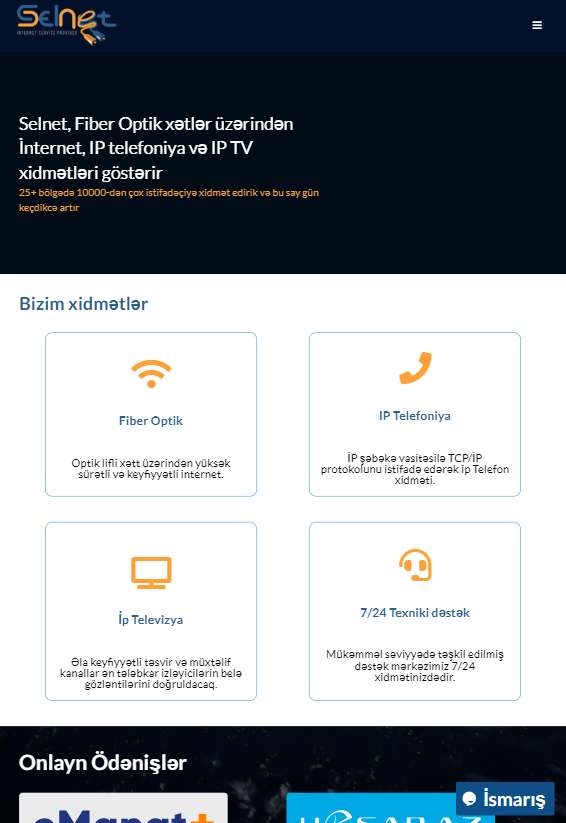 Selnet
INTERNET SERVICE PROVIDER
Selnet, Fiber Optik xətlər üzərindən
İnternet, IP telefoniya və IP TV
xidmətləri göstərir
25+ bölgədə 10000-dən çox istifadəçiyə xidmət edirik və bu say gün
keçdikcə artır
Bizim xidmətlər
Fiber Optik
Optik lifli xətt üzərindən yüksək
sürətli və keyfiyyətli internet.
IP Telefoniya
İP şəbəkə vasitəsilə TCP/İP
protokolunu istifadə edərək ip Telefon
xidməti.
İp Televizya
Əla keyfiyyətli təsvir və müxtəlif
kanallar ən tələbkar izləyicilərin belə
gözləntilərini doğruldacaq.
7/24 Texniki dəstək
Mükəmməl səviyyədə təşkil edilmiş
dəstək mərkəzimiz 7/24
xidmətinizdədir.
Onlayn Ödənişlər
İsmarış